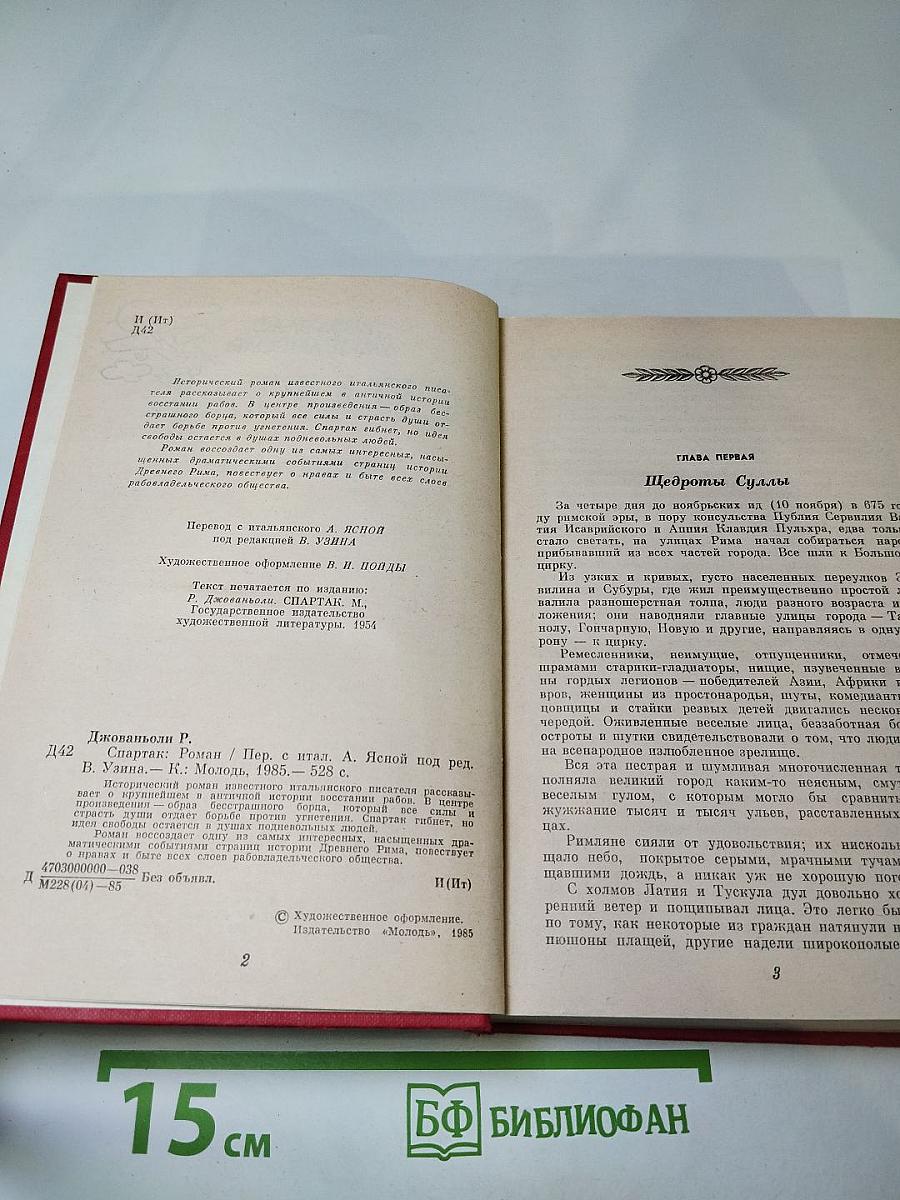 И (Ит)
Д42
Исторический роман известного итальянского писа-
теля рассказывает о крупнейшем в античной истории
восстании рабов. В центре произведения — образ бес-
страшного борца, который все силы и страсть души от-
дает борьбе против угнетения. Спартак гибнет, но идея
свободы остается в душах подневольных людей.
Роман воссоздает одну из самых интересных, насы-
щенных драматическими событиями страниц истории
Древнего Рима, повествует о нравах и быте всех слоев
рабовладельческого общества.
Перевод с итальянского А. ЯСНОЙ
под редакцией В. УЗИНА
Художественное оформление В. И. ПОЙДЫ
Текст печатается по изданию:
Р. Джованьоли. СПАРТАК. М.,
Государственное издательство
художественной литературы. 1954
Джованьоли Р.
Д42 Спартак: Роман / Пер. с итал. А. Ясной под ред.
В. Узина.— К.: Молодь, 1985.— 528 с.
Исторический роман известного итальянского писателя рассказы-
вает о крупнейшем в античной истории восстании рабов. В центре
произведения — образ бесстрашного борца, который все силы и
страсть души отдает борьбе против угнетения. Спартак гибнет, но
идея свободы остается в душах подневольных людей.
Роман воссоздает одну из самых интересных, насыщенных дра-
матическими событиями страниц истории Древнего Рима, повествует
о нравах и быте всех слоев рабовладельческого общества.
Д 4703000000—038
М228(04)—85 Без объявл.
И(Ит)
© Художественное оформление.
Издательство «Молодь», 1985
2
ГЛАВА ПЕРВАЯ
Щедроты Суллы
За четыре дня до ноябрьских ид (10 ноября) в 675 го
ду римской эры, в пору консульства Публия Сервилия Ва
тия Исаврийского и Аппия Клавдия Пульхра, едва толь
стало светать, на улицах Рима начал собираться наро
прибывавший из всех частей города. Все шли к Большо
цирку.
Из узких и кривых, густо населенных переулков Э
вилина и Субуры, где жил преимущественно простой л
валила разношерстная толпа, люди разного возраста и
ложения; они наводняли главные улицы города — Та
нолу, Гончарную, Новую и другие, направляясь в одну
рону — к цирку.
Ремесленники, неимущие, отпущенники, отмече
шрамами старики-гладиаторы, нищие, изувеченные в
ны гордых легионов — победителей Азии, Африки и
вров, женщины из простонародья, шуты, комедиант
цовщицы и стайки резвых детей двигались неско
чередой. Оживленные веселые лица, беззаботная бо
остроты и шутки свидетельствовали о том, что люди
на всенародное излюбленное зрелище.
Вся эта пестрая и шумливая многочисленная т
полняла великий город каким-то неясным, смут
веселым гулом, с которым могло бы сравнить
жужжание тысяч и тысяч ульев, расставленных
цах.
Римляне сияли от удовольствия; их нисколь
щало небо, покрытое серыми, мрачными тучам
щавшими дождь, а никак уж не хорошую пог
С холмов Латия и Тускула дул довольно хо
ренний ветер и пощипывал лица. Это легко бы
по тому, как некоторые из граждан натянули н
пюшоны плащей, другие надели широкополые
3
15 см
БФ БИБЛИОФАН